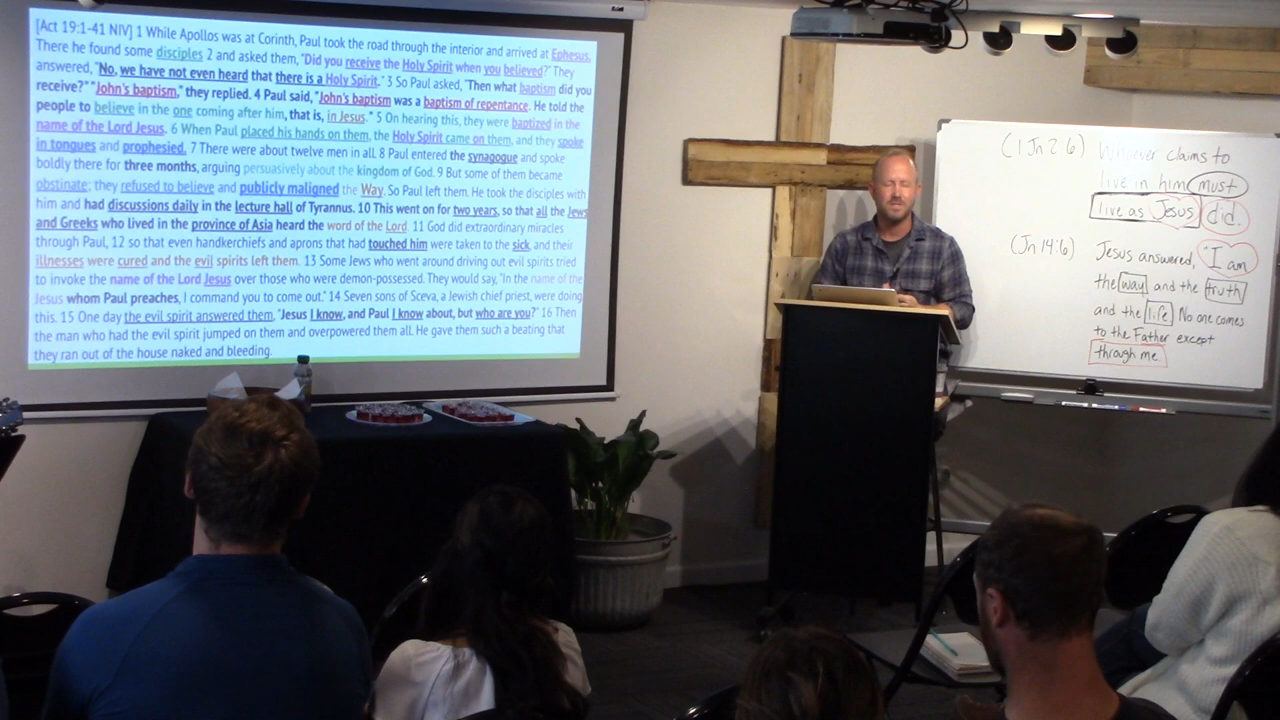 [Act 19:1-41 NIV] 1 While Apollos was at Corinth, Paul took the road through the interior and arrived at Ephesus.
There he found some disciples 2 and asked them, "Did you receive the Holy Spirit when you believed?" They
answered, "No, we have not even heard that there is a Holy Spirit." 3 So Paul asked, "Then what baptism did you
receive?" "John's baptism," they replied. 4 Paul said, "John's baptism was a baptism of repentance. He told the
people to believe in the one coming after him, that is, in Jesus." 5 On hearing this, they were baptized in the
name of the Lord Jesus. 6 When Paul placed his hands on them, the Holy Spirit came on them, and they spoke
in tongues and prophesied. 7 There were about twelve men in all. 8 Paul entered the synagogue and spoke
boldly there for three months, arguing persuasively about the kingdom of God. 9 But some of them became
obstinate; they refused to believe and publicly maligned the Way. So Paul left them. He took the disciples with
him and had discussions daily in the lecture hall of Tyrannus. 10 This went on for two years, so that all the Jews
and Greeks who lived in the province of Asia heard the word of the Lord. 11 God did extraordinary miracles
through Paul, 12 so that even handkerchiefs and aprons that had touched him were taken to the sick, and their
illnesses were cured and the evil spirits left them. 13 Some Jews who went around driving out evil spirits tried
to invoke the name of the Lord Jesus over those who were demon-possessed. They would say, "In the name of the
Jesus whom Paul preaches, I command you to come out." 14 Seven sons of Sceva, a Jewish chief priest, were doing
this. 15 One day the evil spirit answered them, "Jesus I know, and Paul I know about, but who are you?" 16 Then
the man who had the evil spirit jumped on them and overpowered them all. He gave them such a beating that
they ran out of the house naked and bleeding.
(1 Jn 2:6) Whoever claims to
live in him must
live as Jesus did.
(Jn 14:6) Jesus answered, "I am
the way and the truth
and the life. No one comes
to the Father except
through me.